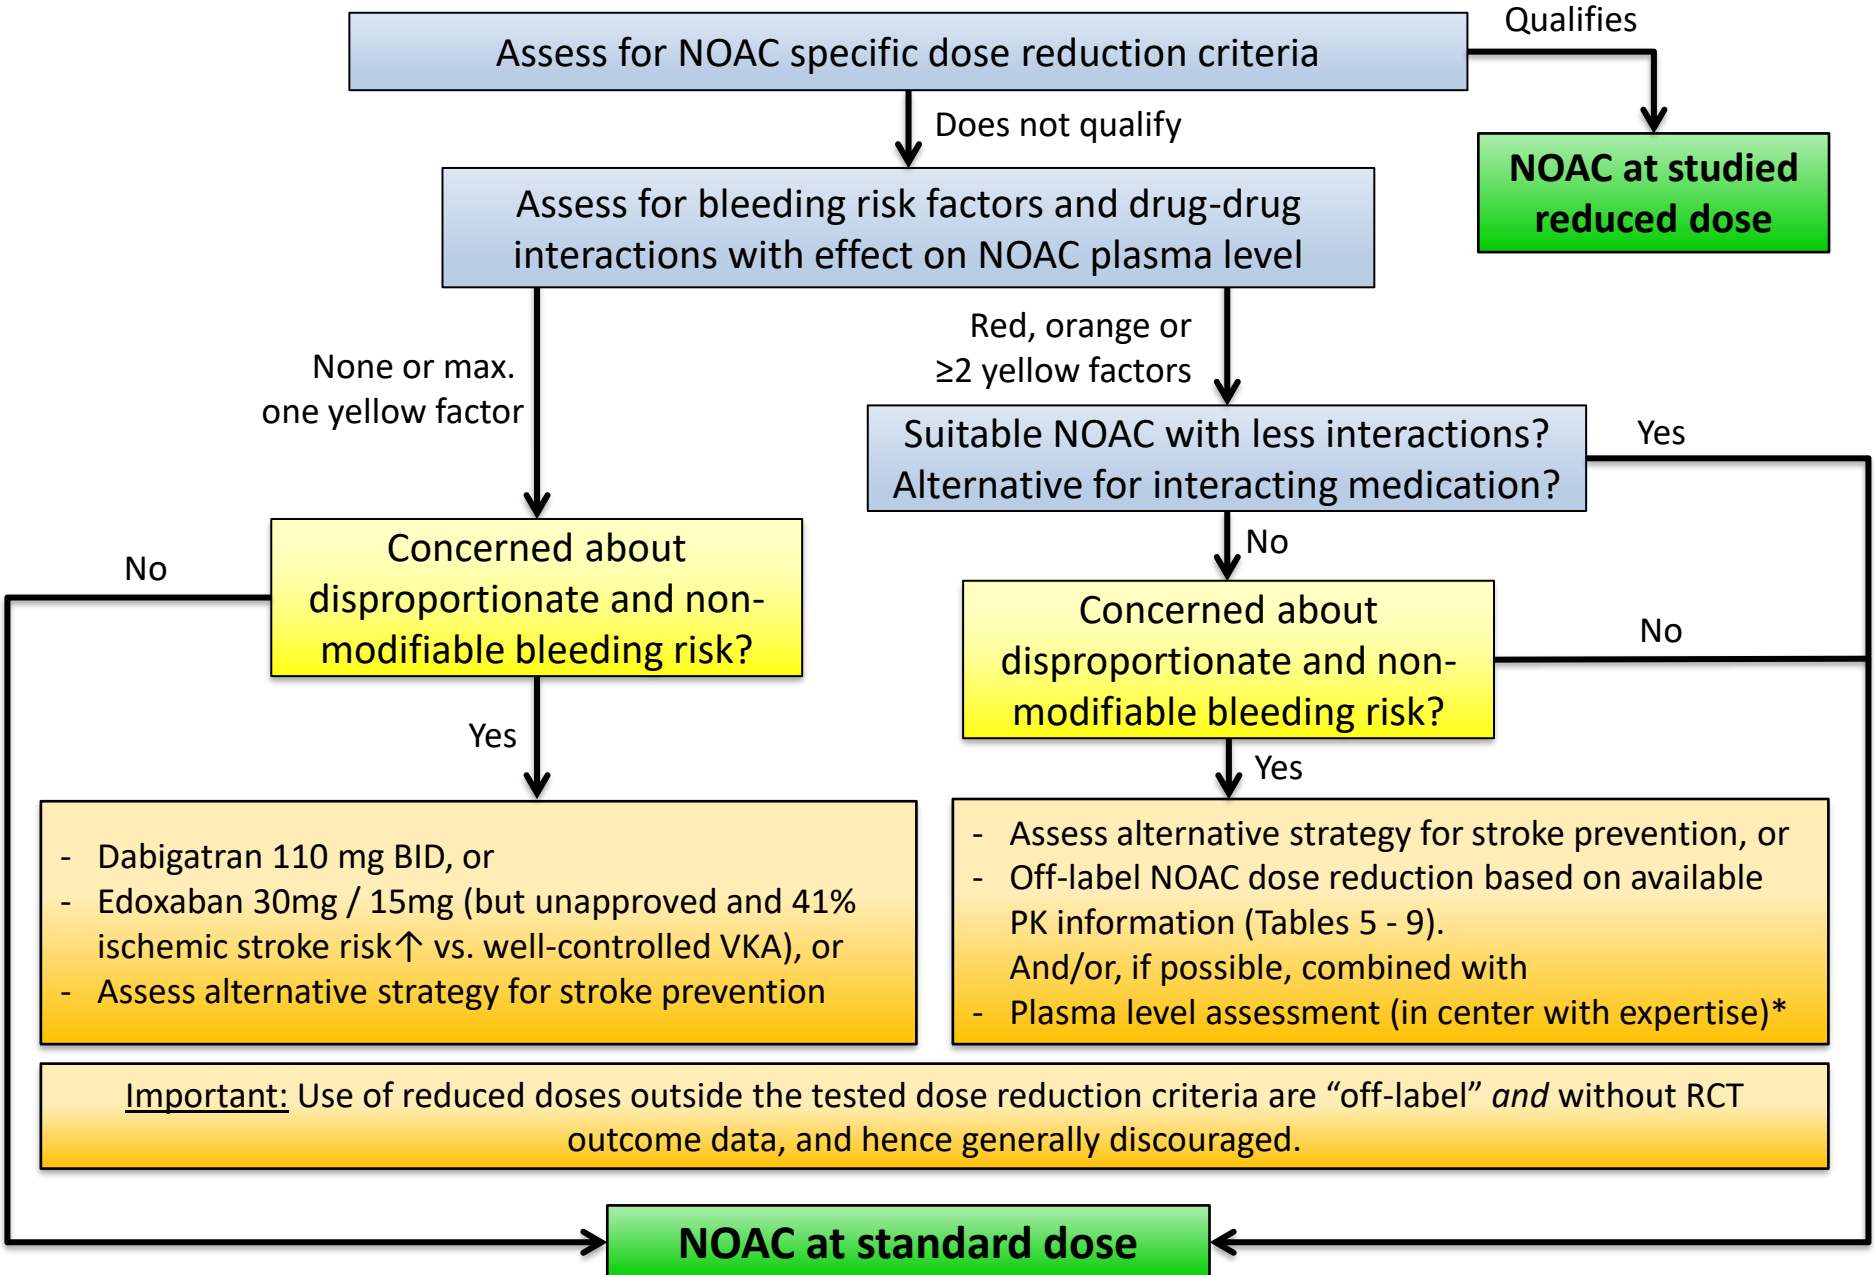 Assess for NOAC specific dose reduction criteria
Qualifies
Does not qualify
NOAC at studied
reduced dose
Assess for bleeding risk factors and drug-drug
interactions with effect on NOAC plasma level
None or max.
one yellow factor
Red, orange or
≥2 yellow factors
Suitable NOAC with less interactions?
Alternative for interacting medication?
Yes
No
Concerned about
disproportionate and non-
modifiable bleeding risk?
No
Concerned about
disproportionate and non-
modifiable bleeding risk?
No
Yes
Yes
- Dabigatran 110 mg BID, or
- Edoxaban 30mg / 15mg (but unapproved and 41%
ischemic stroke risk↑ vs. well-controlled VKA), or
- Assess alternative strategy for stroke prevention
- Assess alternative strategy for stroke prevention, or
- Off-label NOAC dose reduction based on available
PK information (Tables 5 - 9).
And/or, if possible, combined with
- Plasma level assessment (in center with expertise)*
Important: Use of reduced doses outside the tested dose reduction criteria are “off-label” and without RCT
outcome data, and hence generally discouraged.
NOAC at standard dose